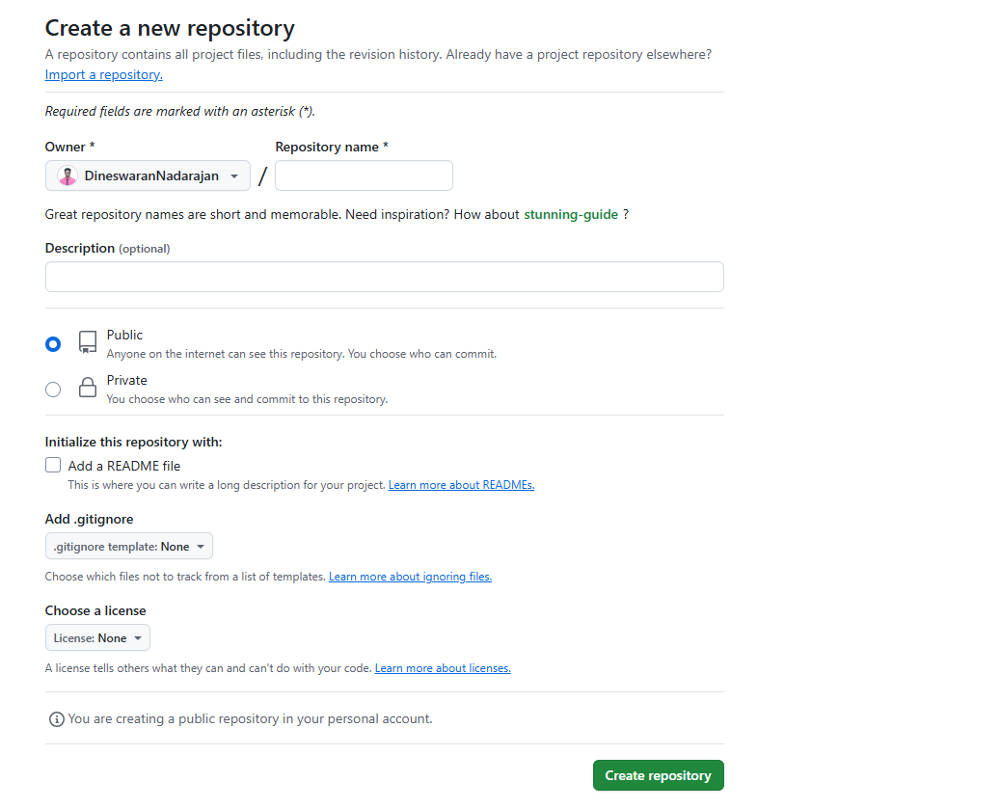 Create a new repository
A repository contains all project files, including the revision history. Already have a project repository elsewhere?
Import a repository.
Required fields are marked with an asterisk (*).
Owner * Repository name *
DineswaranNadarajan /
Great repository names are short and memorable. Need inspiration? How about stunning-guide ?
Description (optional)
Public
Anyone on the internet can see this repository. You choose who can commit.
Private
You choose who can see and commit to this repository.
Initialize this repository with:
Add a README file
This is where you can write a long description for your project. Learn more about READMEs.
Add .gitignore
.gitignore template: None
Choose which files not to track from a list of templates. Learn more about ignoring files.
Choose a license
License: None
A license tells others what they can and can't do with your code. Learn more about licenses.
You are creating a public repository in your personal account.
Create repository